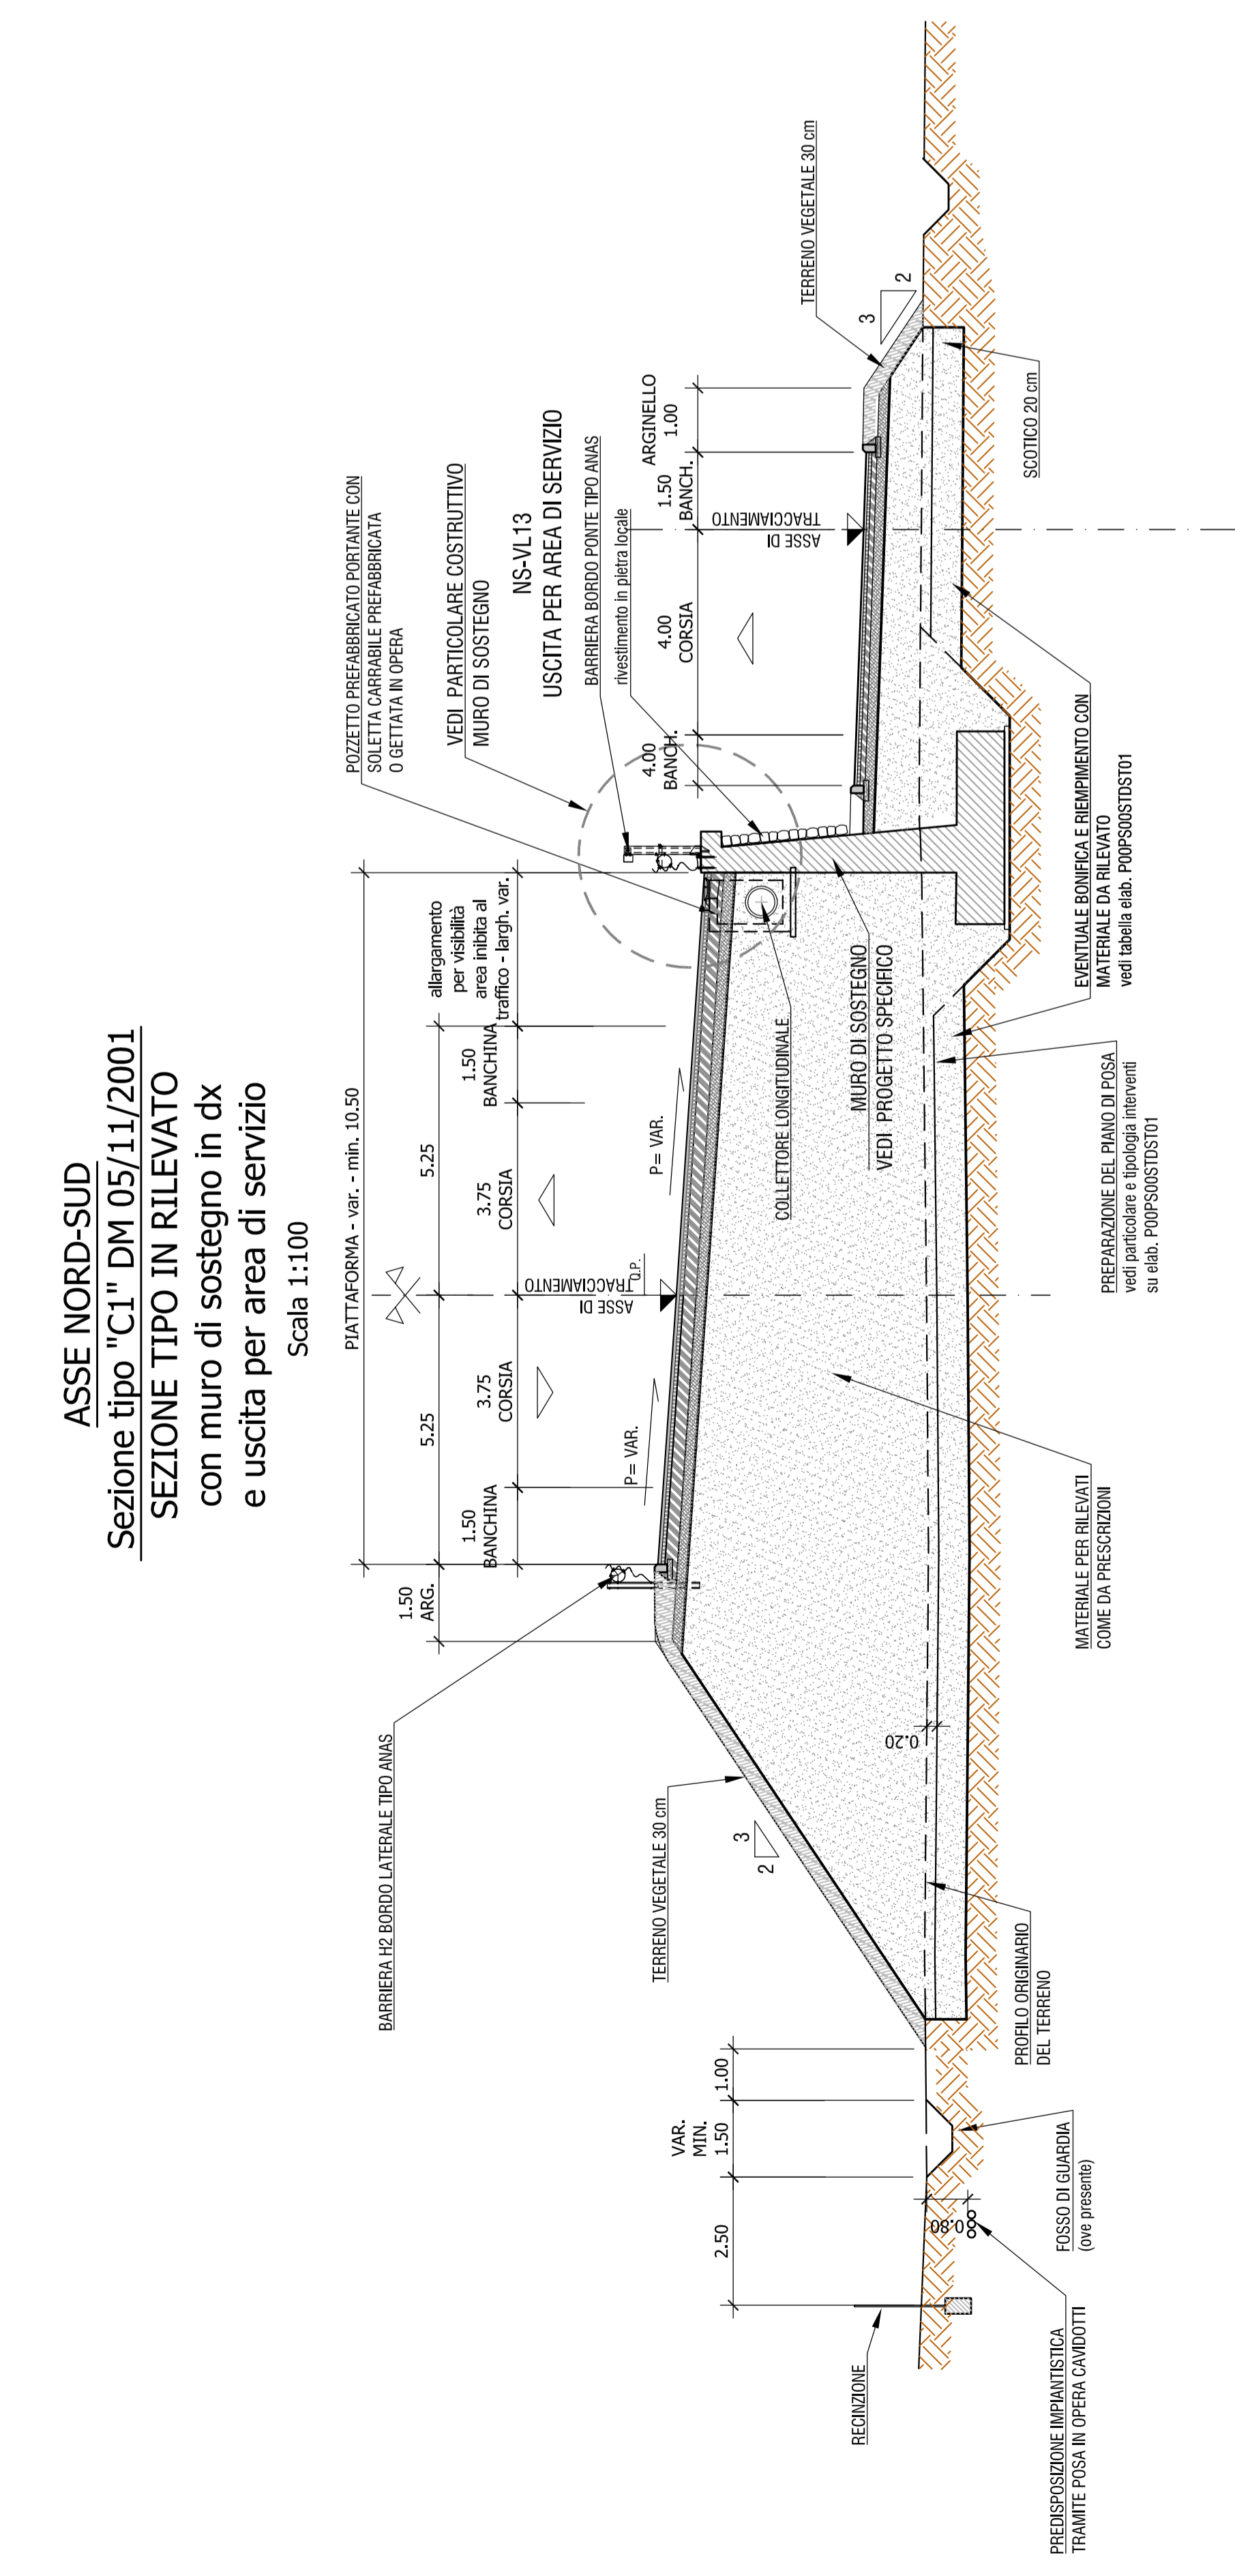 ASSE NORD-SUD
Sezione tipo "C1" DM 05/11/2001
SEZIONE TIPO IN RILEVATO
con muro di sostegno in dx
e uscita per area di servizio
Scala 1:100
PIATTAFORMA - var. - min. 10.50
5.25
5.25
1.50
ARG.
1.50
BANCHINA
3.75
CORSIA
3.75
CORSIA
1.50
BANCHINA
allargamento
per visibilità
area inibita al
traffico - largh. var.
ASSE DI
TRACCIAMENTO
Q.P.
P= VAR.
P= VAR.
BARRIERA H2 BORDO LATERALE TIPO ANAS
POZZETTO PREFABBRICATO PORTANTE CON
SOLETTA CARRABILE PREFABBRICATA
O GETTATA IN OPERA
VEDI PARTICOLARE COSTRUTTIVO
MURO DI SOSTEGNO
NS-VL13
USCITA PER AREA DI SERVIZIO
BARRIERA BORDO PONTE TIPO ANAS
rivestimento in pietra locale
4.00
BANCH.
4.00
CORSIA
1.50
BANCH.
ARGINELLO
1.00
ASSE DI
TRACCIAMENTO
TERRENO VEGETALE 30 cm
3
2
SCOTICO 20 cm
TERRENO VEGETALE 30 cm
3
2
COLLETTORE LONGITUDINALE
MURO DI SOSTEGNO
VEDI PROGETTO SPECIFICO
EVENTUALE BONIFICA E RIEMPIMENTO CON
MATERIALE DA RILEVATO
vedi tabella elab. P00PS00STDST01
PREPARAZIONE DEL PIANO DI POSA
vedi particolare e tipologia interventi
su elab. P00PS00STDST01
MATERIALE PER RILEVATI
COME DA PRESCRIZIONI
0.20
PROFILO ORIGINARIO
DEL TERRENO
1.00
VAR.
MIN.
1.50
2.50
0.80
FOSSO DI GUARDIA
(ove presente)
RECINZIONE
PREDISPOSIZIONE IMPIANTISTICA
TRAMITE POSA IN OPERA CAVIDOTTI